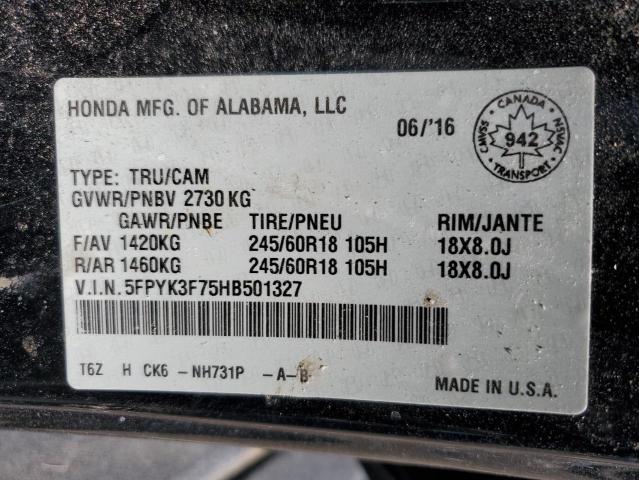 HONDA MFG. OF ALABAMA, LLC
06/'16
CANADA
CMVSS
942
NSVAC
TRANSPORT
TYPE: TRU/CAM
GVWR/PNBV 2730 KG
GAWR/PNBE TIRE/PNEU RIM/JANTE
F/AV 1420KG 245/60R18 105H 18X8.0J
R/AR 1460KG 245/60R18 105H 18X8.0J
V.I.N. 5FPYK3F75HB501327
T6Z H CK6 - NH731P - A - B
MADE IN U.S.A.